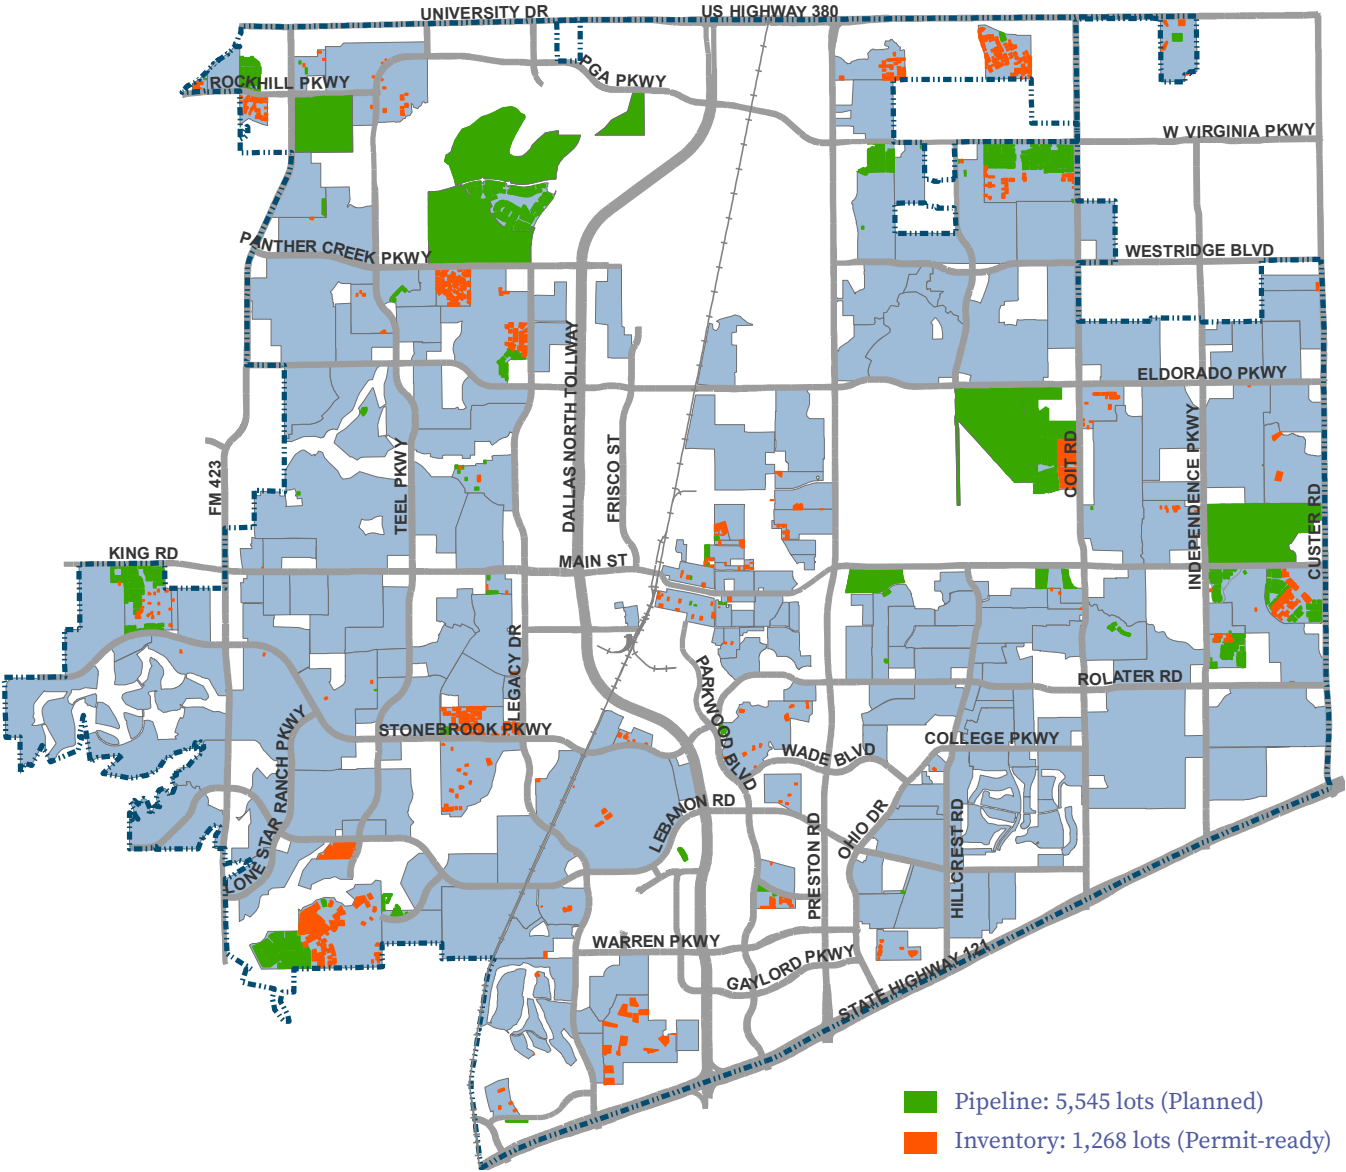 UNIVERSITY DR
US HIGHWAY 380
ROCKHILL PKWY
PGA PKWY
W VIRGINIA PKWY
PANTHER CREEK PKWY
WESTRIDGE BLVD
ELDORADO PKWY
DALLAS NORTH TOLLWAY
FRISCO ST
TEEL PKWY
FM 423
COIT RD
INDEPENDENCE PKWY
CUSTER RD
KING RD
MAIN ST
LEGACY DR
PARKWOOD BLVD
ROLATER RD
STONEBROOK PKWY
LONE STAR RANCH PKWY
WADE BLVD
COLLEGE PKWY
LEBANON RD
PRESTON RD
OHIO DR
HILLCREST RD
WARREN PKWY
GAYLORD PKWY
STATE HIGHWAY 121
Pipeline: 5,545 lots (Planned)
Inventory: 1,268 lots (Permit-ready)